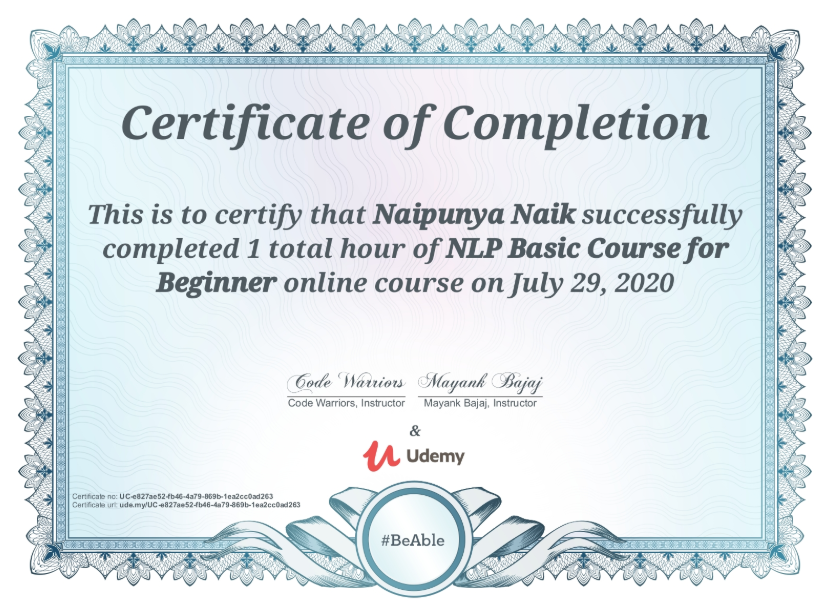 Certificate of Completion
This is to certify that Naipunya Naik successfully
completed 1 total hour of NLP Basic Course for
Beginner online course on July 29, 2020
Code Warriors Mayank Bajaj
Code Warriors, Instructor Mayank Bajaj, Instructor
&
Udemy
Certificate no: UC-e827ae52-fb46-4a79-869b-1ea2cc0ad263
Certificate url: ude.my/UC-e827ae52-fb46-4a79-869b-1ea2cc0ad263
#BeAble